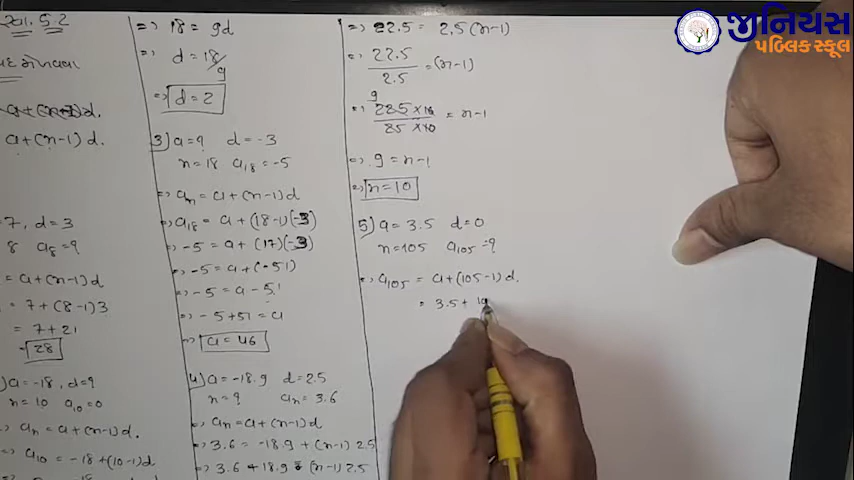 201. 5.2
a+(n-1)d.
7, d=3
8 a₈=?
= a+(n-1)d
= 7+(8-1)3
= 7+21
= 28
a=-18, d=?
n=10 a₁₀=0
=> aₙ=a+(n-1)d.
=> a₁₀ = -18+(10-1)d
=> 18 = 9d
=> d = 18/9
=> d=2
3) a=? d=-3
n=18 a₁₈=-5
=> aₙ=a+(n-1)d
=> a₁₈ = a+(18-1)(-3)
=> -5 = a+(17)(-3)
=> -5 = a+(-51)
=> -5 = a-51
=> -5+51 = a
=> a=46
4) a=-18.9 d=2.5
n=? aₙ=3.6
=> aₙ=a+(n-1)d
=> 3.6 = -18.9+(n-1)2.5
=> 3.6+18.9=(n-1)2.5
=> 22.5 = 2.5(n-1)
=> 22.5/2.5 = (n-1)
9
=> 225×10/25×10 = n-1
=> 9 = n-1
=> n=10
5) a=3.5 d=0
n=105 a₁₀₅=?
=> a₁₀₅ = a+(105-1)d.
= 3.5+ 10
જીનિયસ
પબ્લિક સ્કૂલ